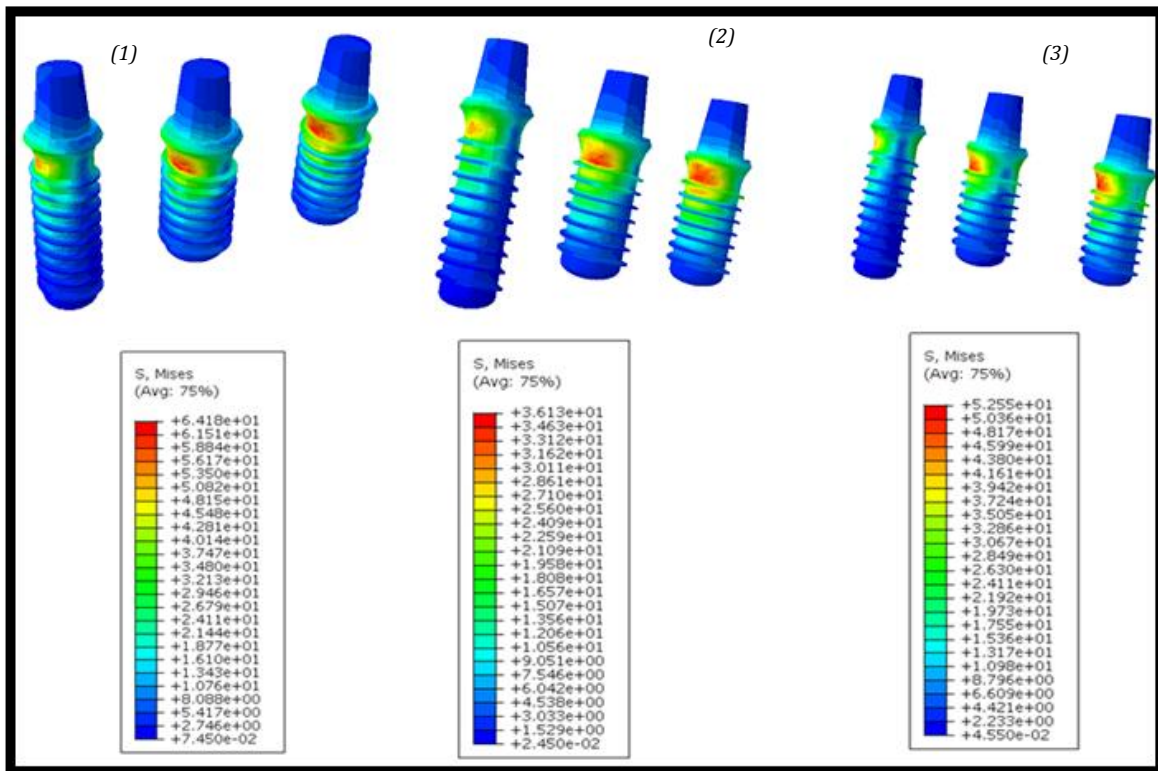 (1)
(2)
(3)
S, Mises
(Avg: 75%)
+6.418e+01
+6.151e+01
+5.884e+01
+5.617e+01
+5.350e+01
+5.082e+01
+4.815e+01
+4.548e+01
+4.281e+01
+4.014e+01
+3.747e+01
+3.480e+01
+3.213e+01
+2.946e+01
+2.679e+01
+2.411e+01
+2.144e+01
+1.877e+01
+1.610e+01
+1.343e+01
+1.076e+01
+8.088e+00
+5.417e+00
+2.746e+00
+7.450e-02
S, Mises
(Avg: 75%)
+3.613e+01
+3.463e+01
+3.312e+01
+3.162e+01
+3.011e+01
+2.861e+01
+2.710e+01
+2.560e+01
+2.409e+01
+2.259e+01
+2.109e+01
+1.958e+01
+1.808e+01
+1.657e+01
+1.507e+01
+1.356e+01
+1.206e+01
+1.056e+01
+9.051e+00
+7.546e+00
+6.042e+00
+4.538e+00
+3.033e+00
+1.529e+00
+2.450e-02
S, Mises
(Avg: 75%)
+5.255e+01
+5.036e+01
+4.817e+01
+4.599e+01
+4.380e+01
+4.161e+01
+3.942e+01
+3.724e+01
+3.505e+01
+3.286e+01
+3.067e+01
+2.849e+01
+2.630e+01
+2.411e+01
+2.192e+01
+1.973e+01
+1.755e+01
+1.536e+01
+1.317e+01
+1.098e+01
+8.796e+00
+6.609e+00
+4.421e+00
+2.233e+00
+4.550e-02